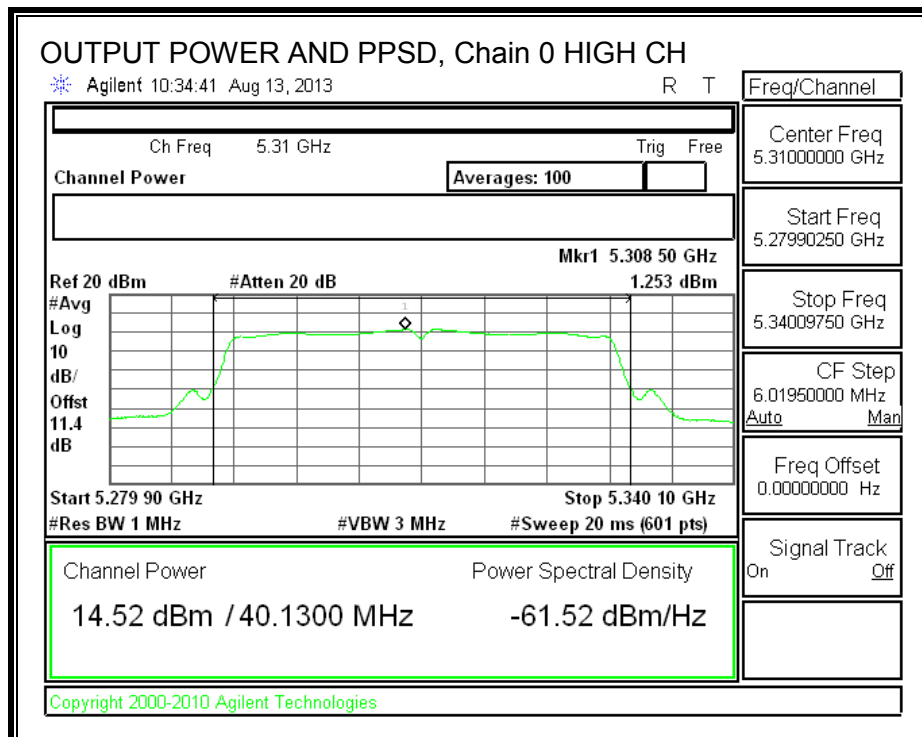 OUTPUT POWER AND PPSD, Chain 0 HIGH CH
Agilent 10:34:41 Aug 13, 2013 R T
Freq/Channel
Ch Freq 5.31 GHz Trig Free
Channel Power Averages: 100
Mkr1 5.308 50 GHz
Ref 20 dBm #Atten 20 dB 1.253 dBm
#Avg
Log
10
dB/
Offst
11.4
dB
1
Start 5.279 90 GHz Stop 5.340 10 GHz
#Res BW 1 MHz #VBW 3 MHz #Sweep 20 ms (601 pts)
Channel Power Power Spectral Density
14.52 dBm / 40.1300 MHz -61.52 dBm/Hz
Copyright 2000-2010 Agilent Technologies
Center Freq
5.31000000 GHz
Start Freq
5.27990250 GHz
Stop Freq
5.34009750 GHz
CF Step
6.01950000 MHz
Auto Man
Freq Offset
0.00000000 Hz
Signal Track
On Off